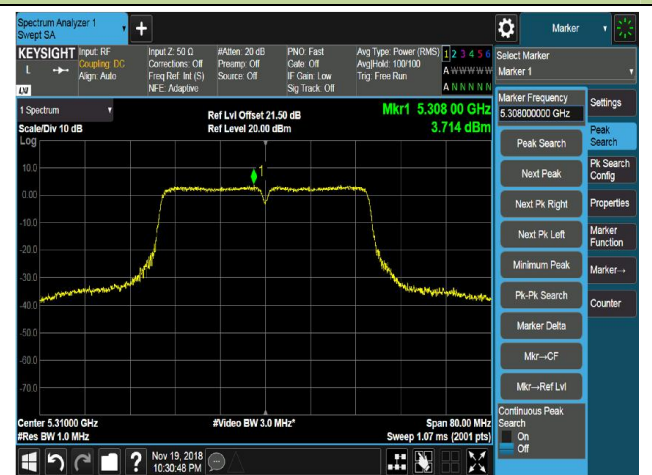 Spectrum Analyzer 1
Swept SA
Marker
KEYSIGHT
L
Input: RF
Coupling: DC
Align: Auto
Input Z: 50 Ω
Corrections: Off
Freq Ref: Int (S)
NFE: Adaptive
#Atten: 20 dB
Preamp: Off
Source: Off
PNO: Fast
Gate: Off
IF Gain: Low
Sig Track: Off
Avg Type: Power (RMS)
Avg|Hold: 100/100
Trig: Free Run
1 2 3 4 5 6
A W W W W W
A N N N N N
Select Marker
Marker 1
1 Spectrum
Scale/Div 10 dB
Ref Lvl Offset 21.50 dB
Ref Level 20.00 dBm
Mkr1 5.308 00 GHz
3.714 dBm
Marker Frequency
5.308000000 GHz
Settings
Peak Search
Next Peak
Next Pk Right
Next Pk Left
Minimum Peak
Pk-Pk Search
Marker Delta
Mkr→CF
Mkr→Ref Lvl
Continuous Peak
Search
On
Off
Peak
Search
Pk Search
Config
Properties
Marker
Function
Marker→
Counter
Log
10.0
0.00
-10.0
-20.0
-30.0
-40.0
-50.0
-60.0
-70.0
1
Center 5.31000 GHz
#Res BW 1.0 MHz
#Video BW 3.0 MHz*
Span 80.00 MHz
Sweep 1.07 ms (2001 pts)
?
Nov 19, 2018
10:30:48 PM